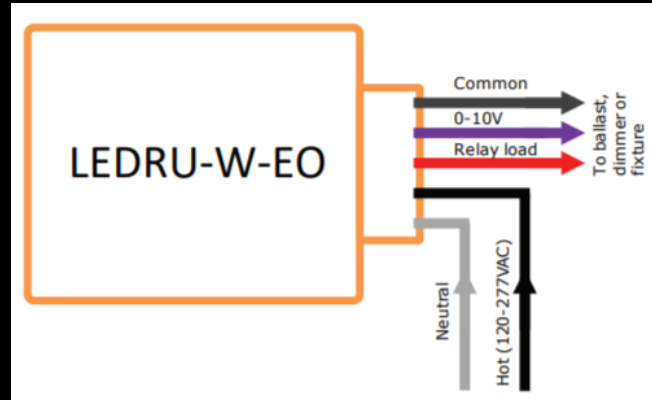 LEDRU-W-EO
Common
0-10V
Relay load
To ballast,
dimmer or
fixture
Neutral
Hot (120-277VAC)